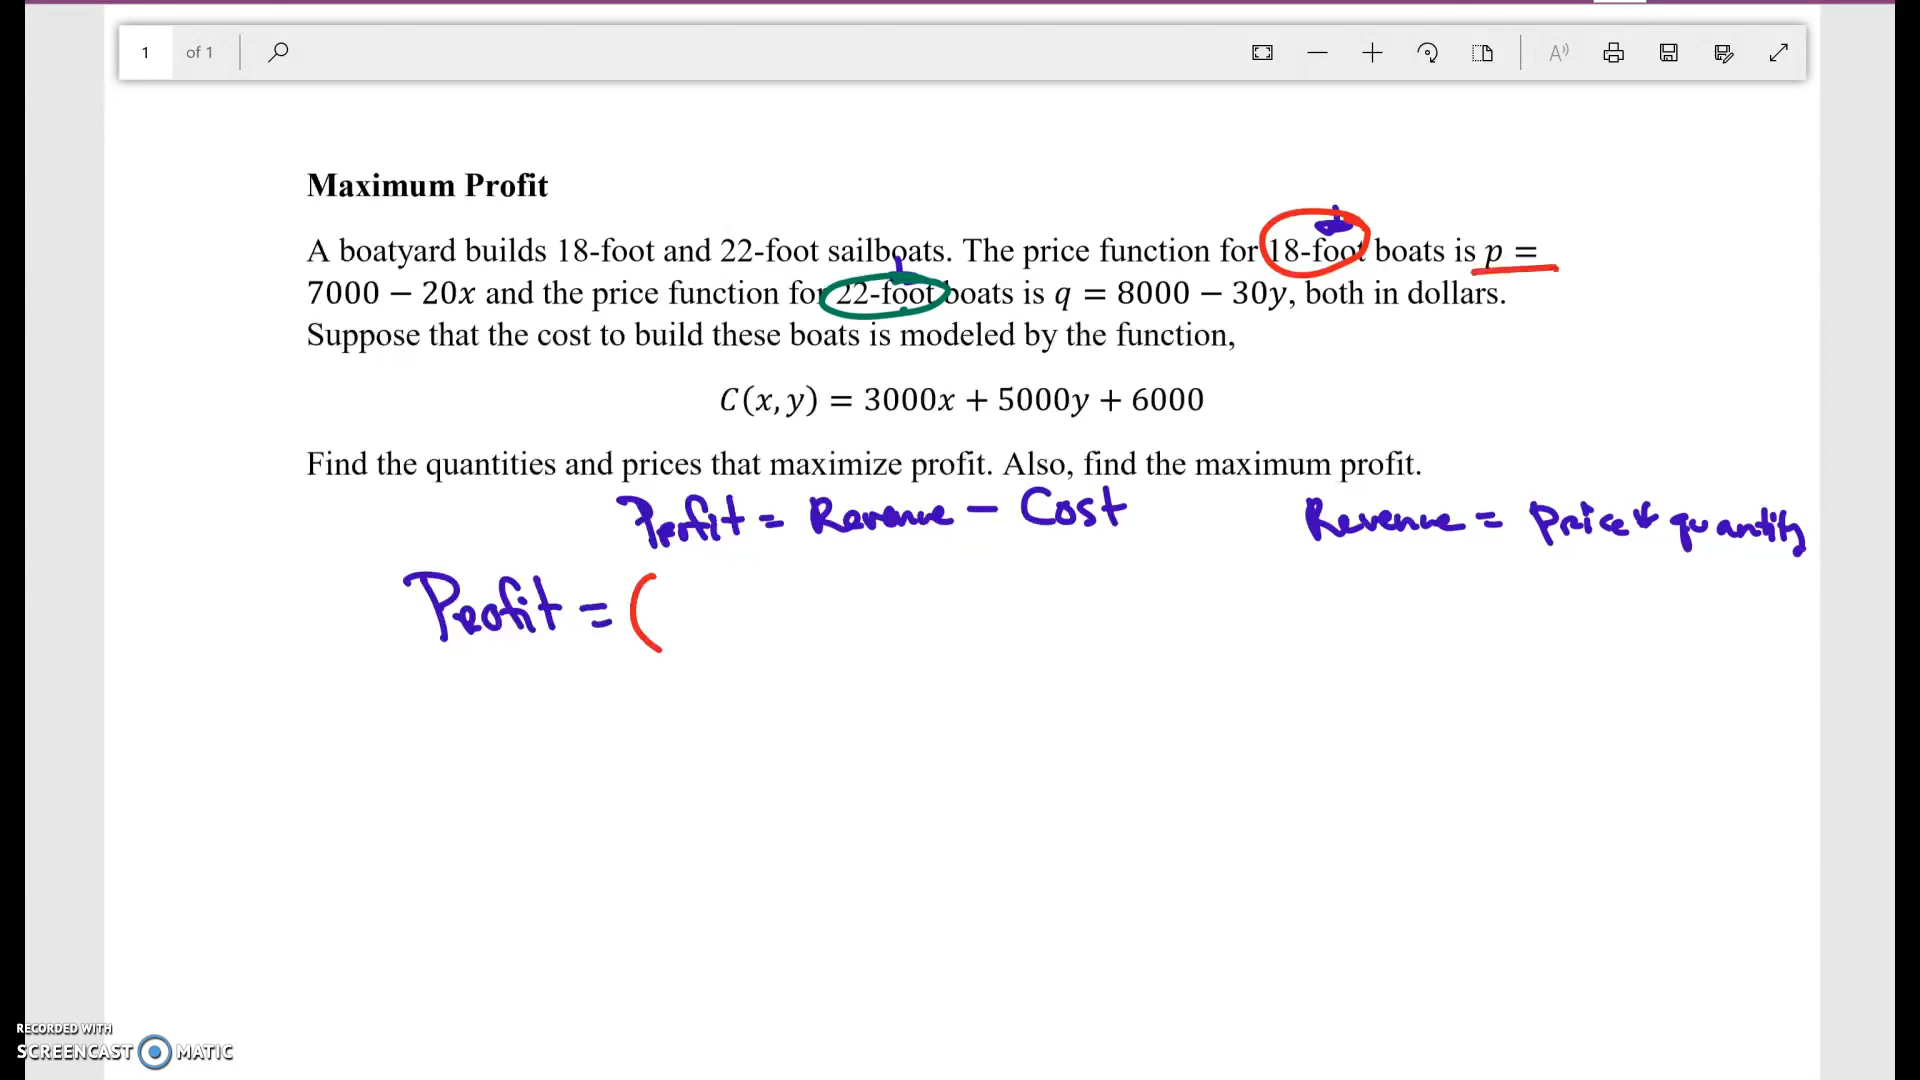 1 of 1
Maximum Profit
A boatyard builds 18-foot and 22-foot sailboats. The price function for 18-foot boats is p =
7000 − 20x and the price function for 22-foot boats is q = 8000 − 30y, both in dollars.
Suppose that the cost to build these boats is modeled by the function,
C(x, y) = 3000x + 5000y + 6000
Find the quantities and prices that maximize profit. Also, find the maximum profit.
Profit = Revenue − Cost
Revenue = price * quantity
Profit = (
RECORDED WITH
SCREENCAST MATIC